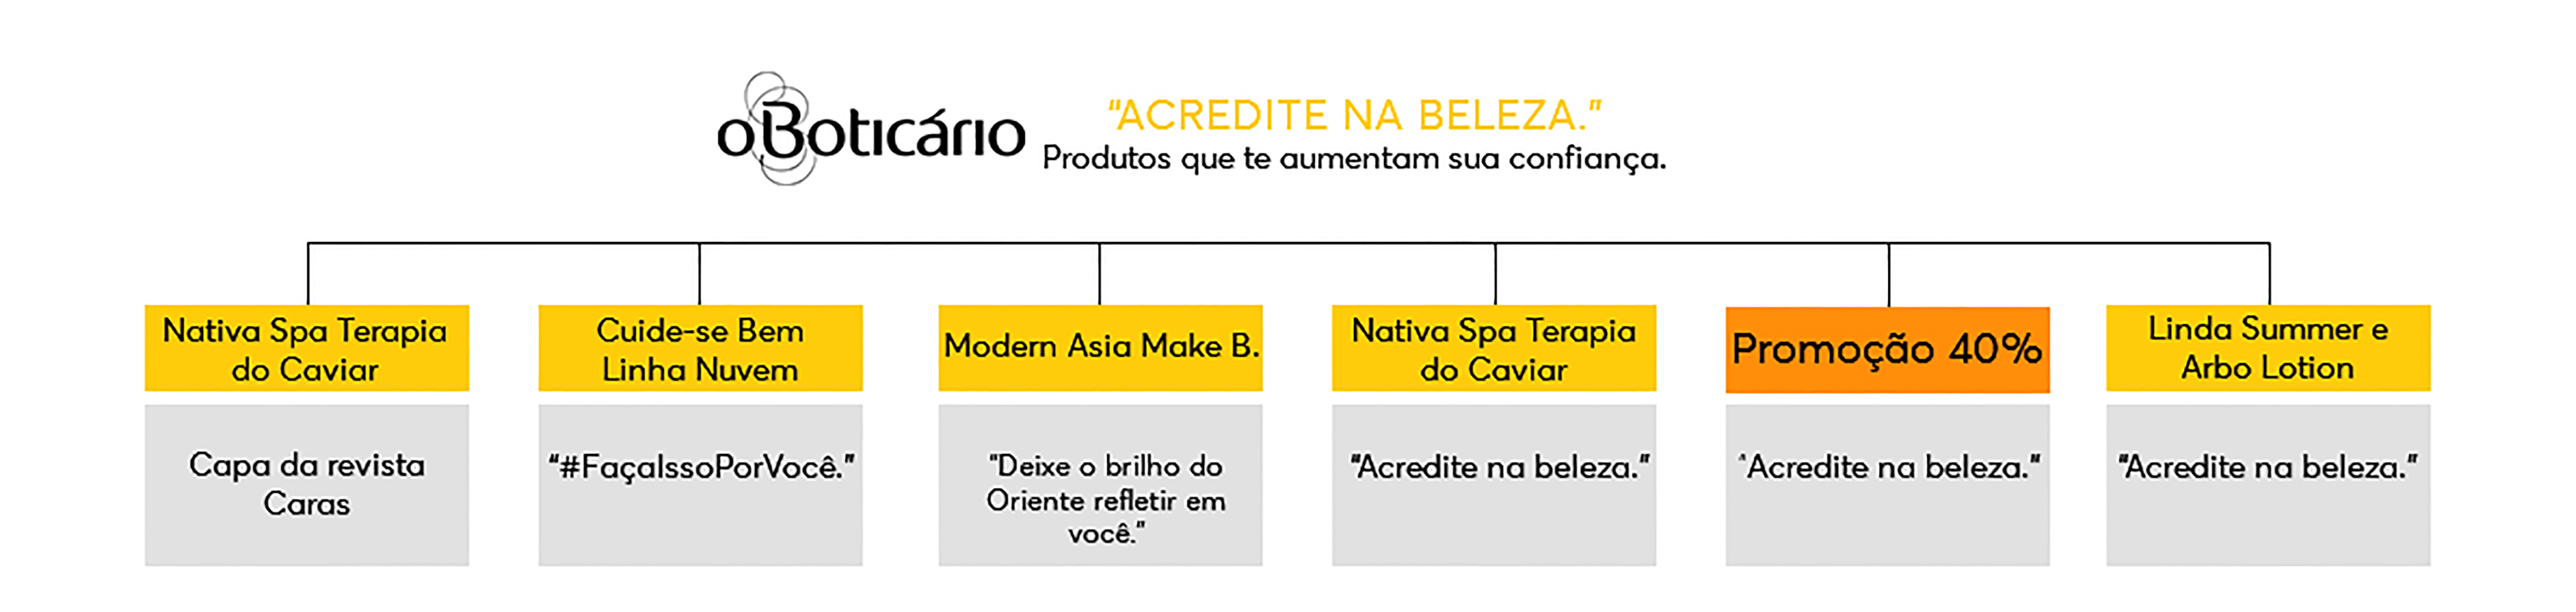 oBoticário
“ACREDITE NA BELEZA.”
Produtos que te aumentam sua confiança.
Nativa Spa Terapia
do Caviar
Capa da revista
Caras
Cuide-se Bem
Linha Nuvem
“#FaçaIssoPorVocê.”
Modern Asia Make B.
"Deixe o brilho do
Oriente refletir em
você."
Nativa Spa Terapia
do Caviar
“Acredite na beleza.”
Promoção 40%
“Acredite na beleza.”
Linda Summer e
Arbo Lotion
“Acredite na beleza.”